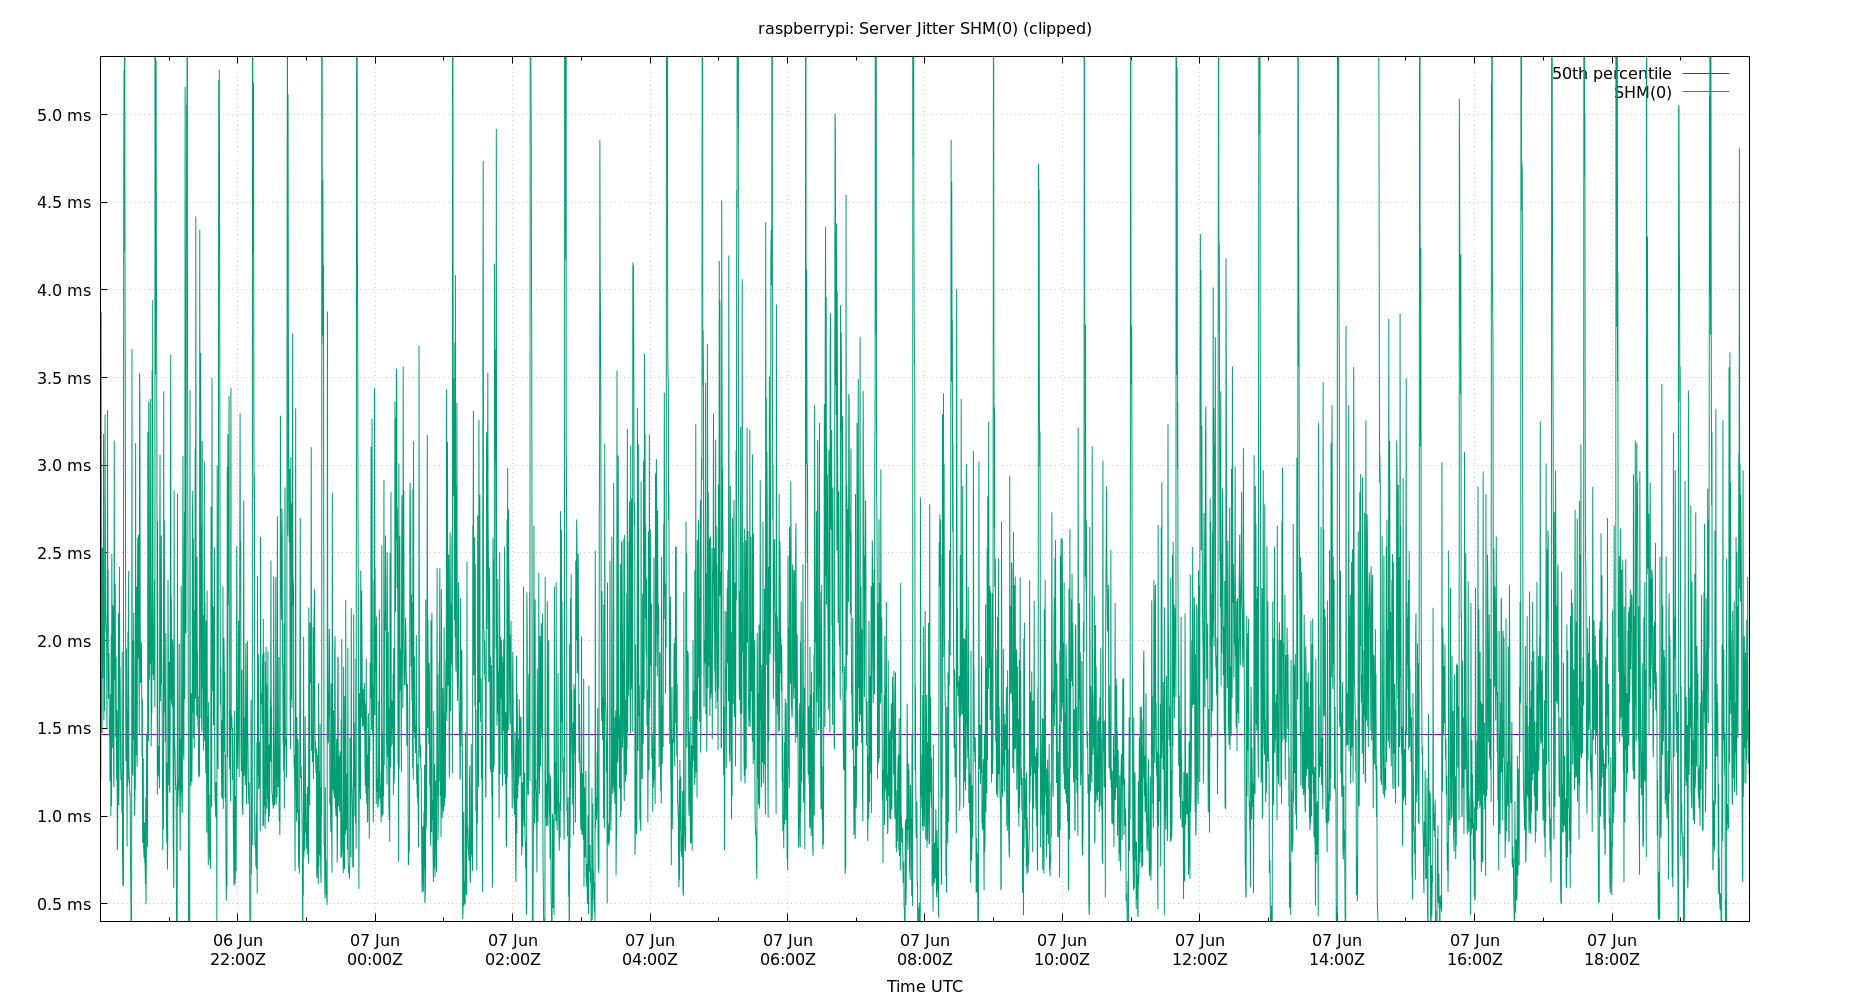 raspberrypi: Server Jitter SHM(0) (clipped)
50th percentile
SHM(0)
5.0 ms
4.5 ms
4.0 ms
3.5 ms
3.0 ms
2.5 ms
2.0 ms
1.5 ms
1.0 ms
0.5 ms
06 Jun 07 Jun 07 Jun 07 Jun 07 Jun 07 Jun 07 Jun 07 Jun 07 Jun 07 Jun 07 Jun
22:00Z 00:00Z 02:00Z 04:00Z 06:00Z 08:00Z 10:00Z 12:00Z 14:00Z 16:00Z 18:00Z
Time UTC